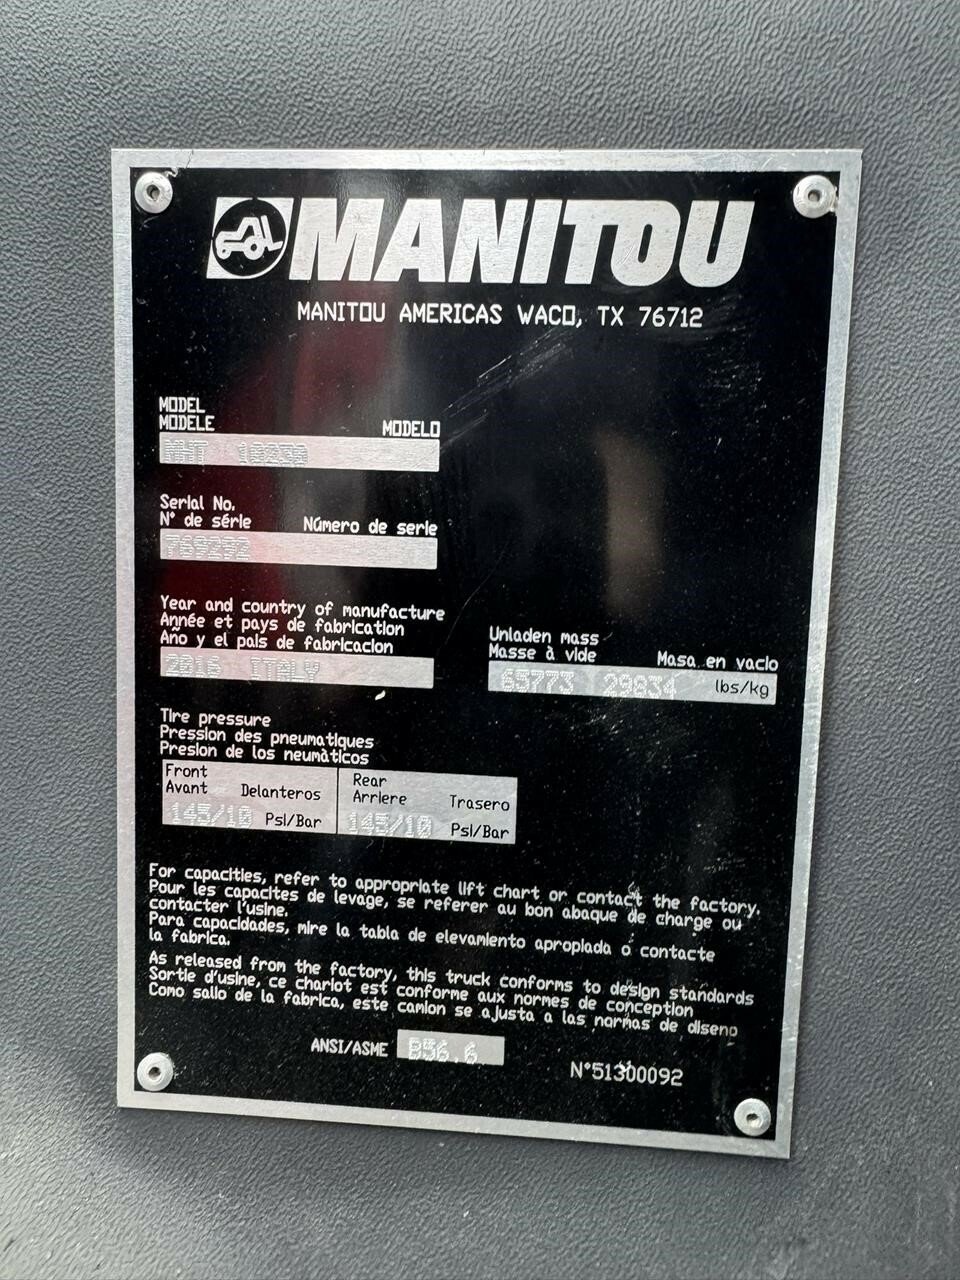 MANITOU
MANITOU AMERICAS WACO, TX 76712
MODEL
MODELE MODELO
MHT 10230
Serial No.
N° de série Número de serie
769292
Year and country of manufacture
Année et pays de fabrication
Año y el pais de fabricacion
2016 ITALY
Unladen mass
Masse à vide Masa en vacio
65773 29834 lbs/kg
Tire pressure
Pression des pneumatiques
Presion de los neumàticos
Front
Avant Delanteros
145/10 Psi/Bar
Rear
Arriere Trasero
145/10 Psi/Bar
For capacities, refer to appropriate lift chart or contact the factory.
Pour les capacites de levage, se referer au bon abaque de charge ou
contacter l'usine.
Para capacidades, mire la tabla de elevamiento apropiada o contacte
la fabrica.
As released from the factory, this truck conforms to design standards
Sortie d'usine, ce chariot est conforme aux normes de conception
Como salio de la fabrica, este camion se ajusta a las normas de diseno
ANSI/ASME B56.6
N°51300092